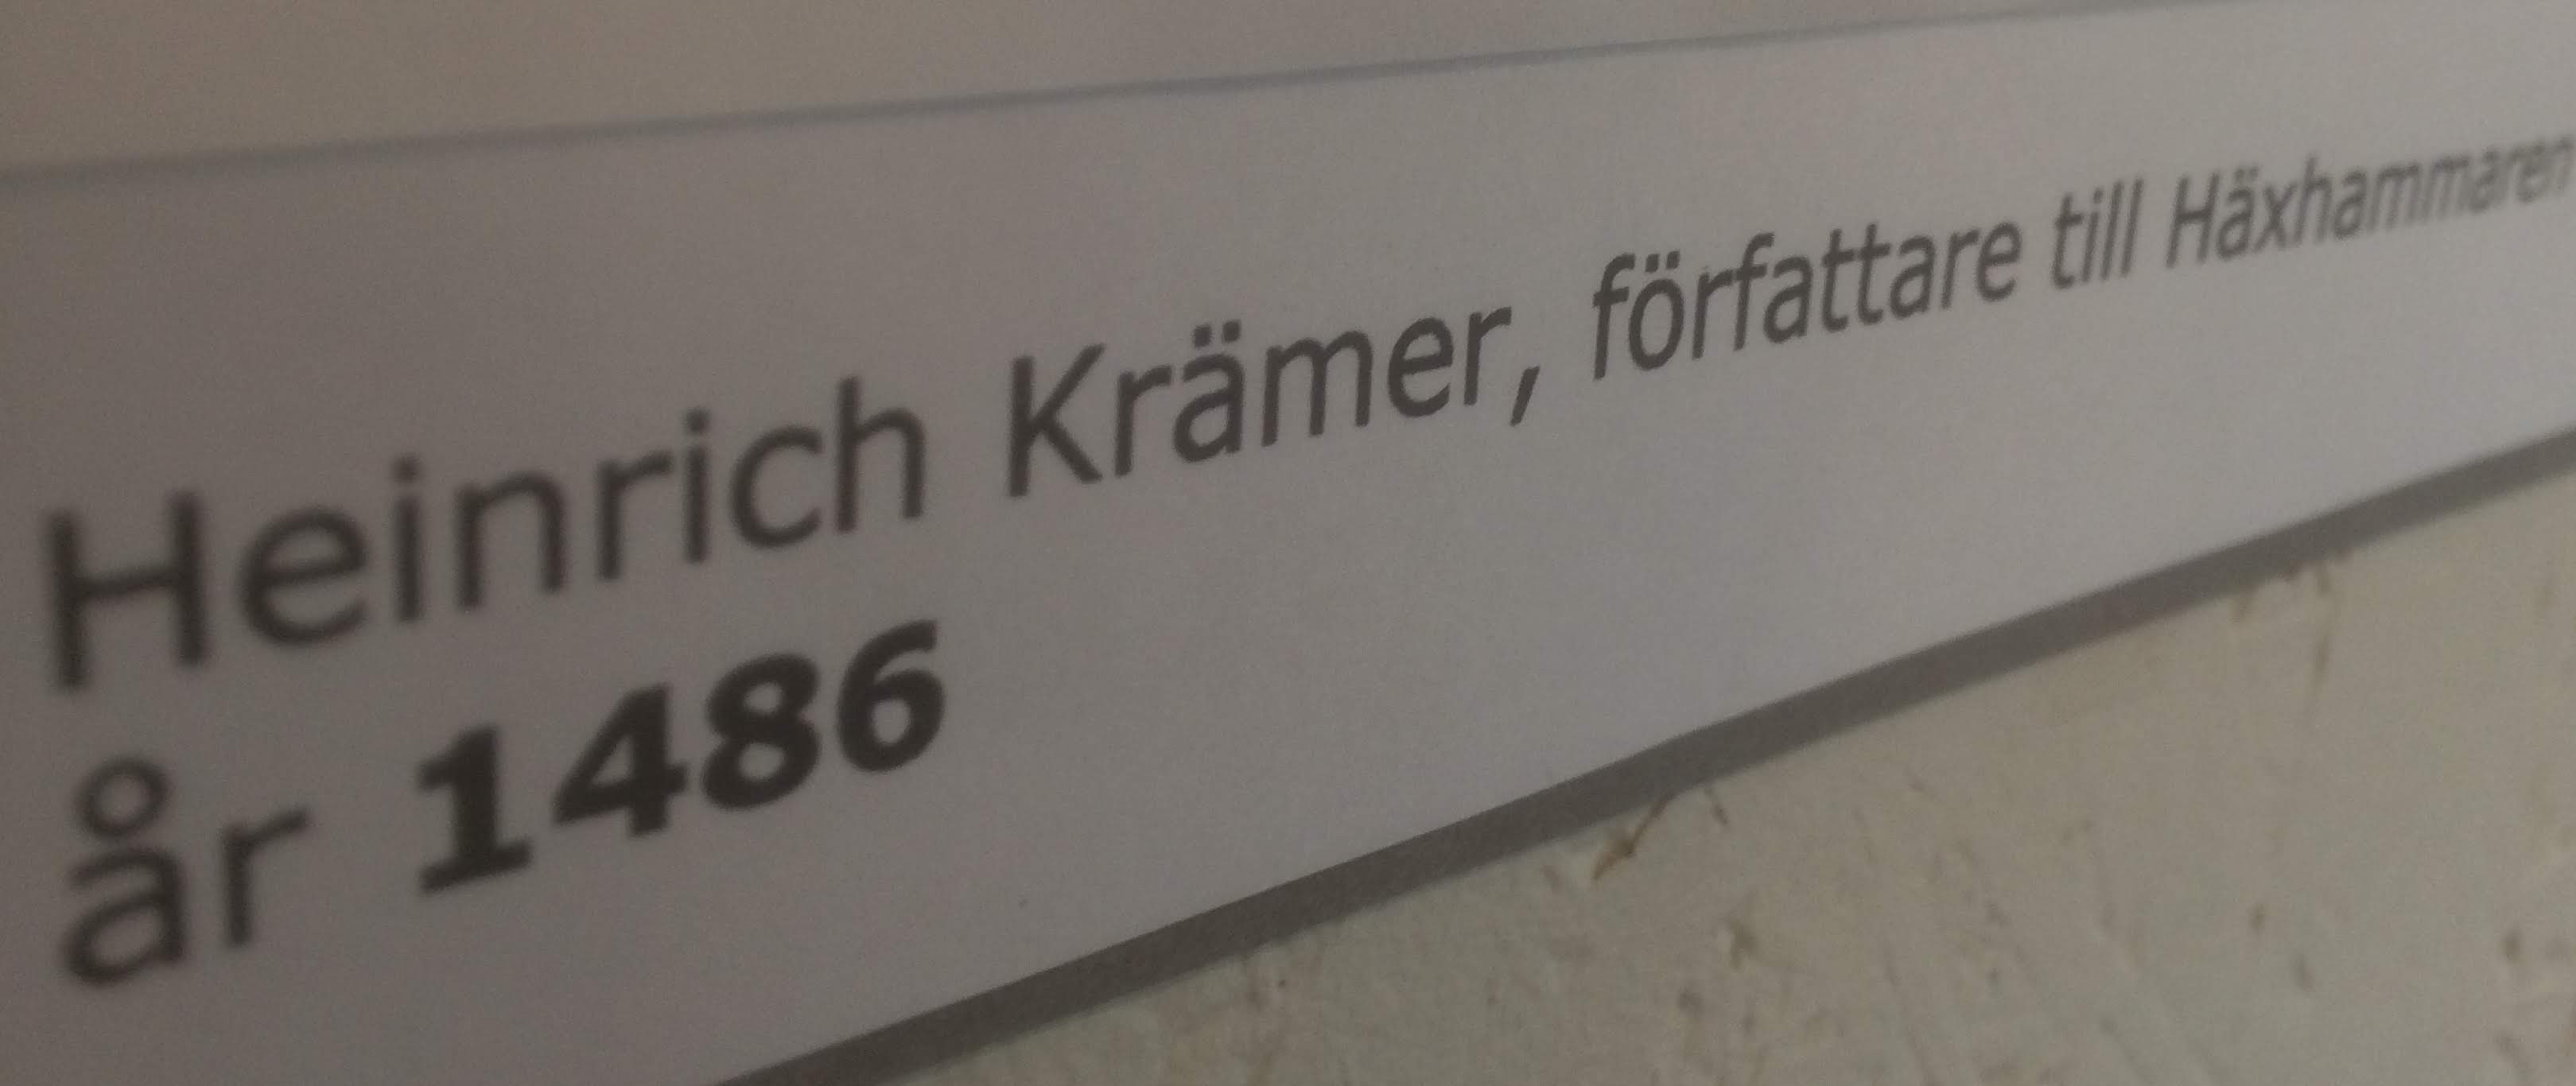 Heinrich Krämer, författare till Häxhammaren
år 1486